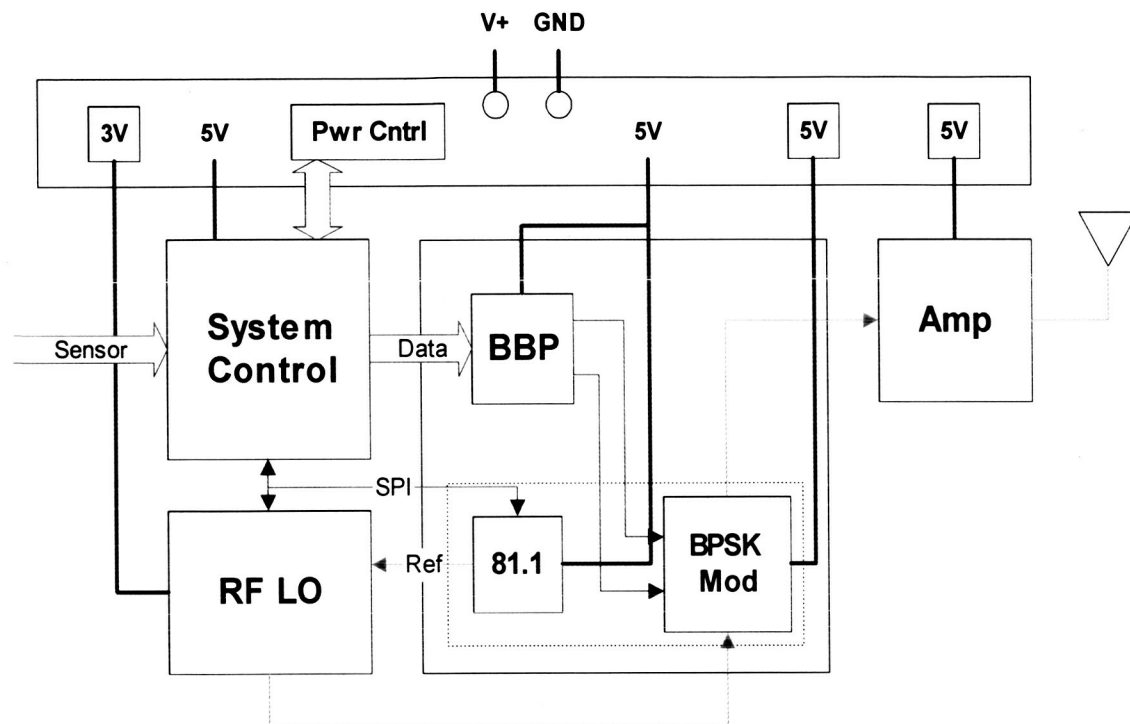 V+ GND
3V 5V Pwr Cntrl 5V 5V 5V
System
Control
Sensor
Data
BBP
Amp
SPI
RF LO
Ref
81.1
BPSK
Mod